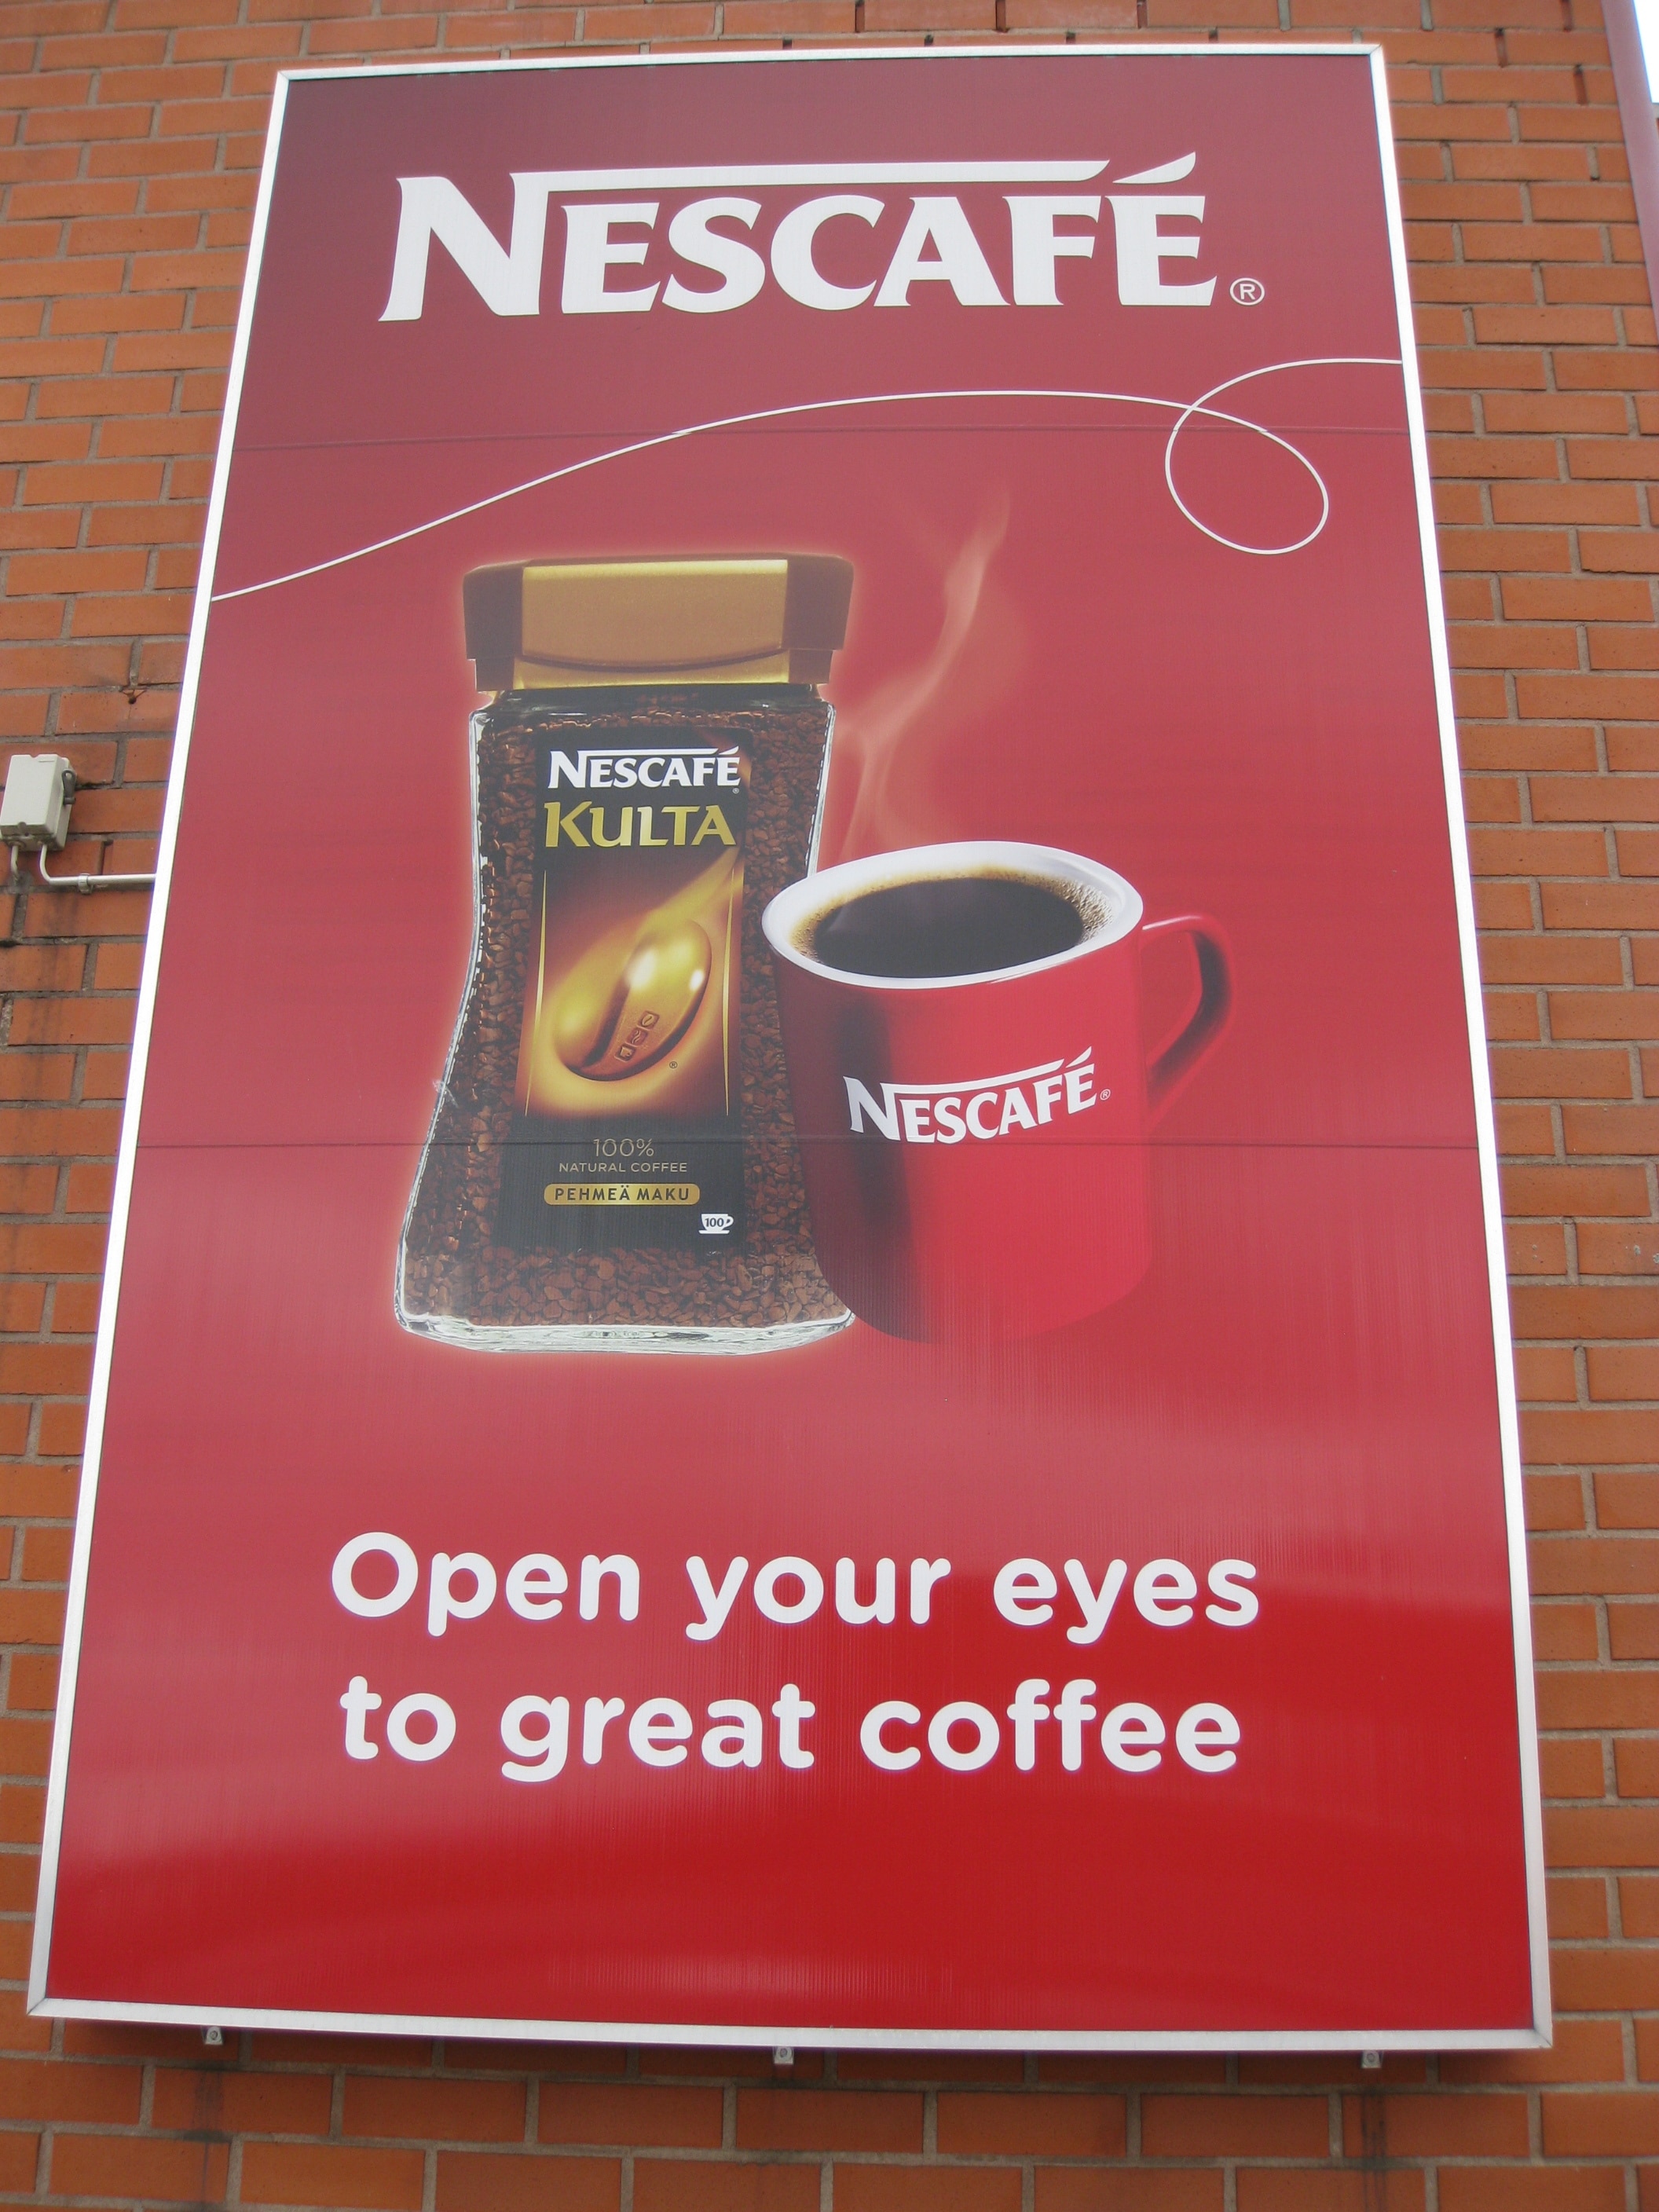 NESCAFÉ®
NESCAFÉ®
KULTA
®
100%
NATURAL COFFEE
PEHMEÄ MAKU
100
NESCAFÉ®
Open your eyes
to great coffee